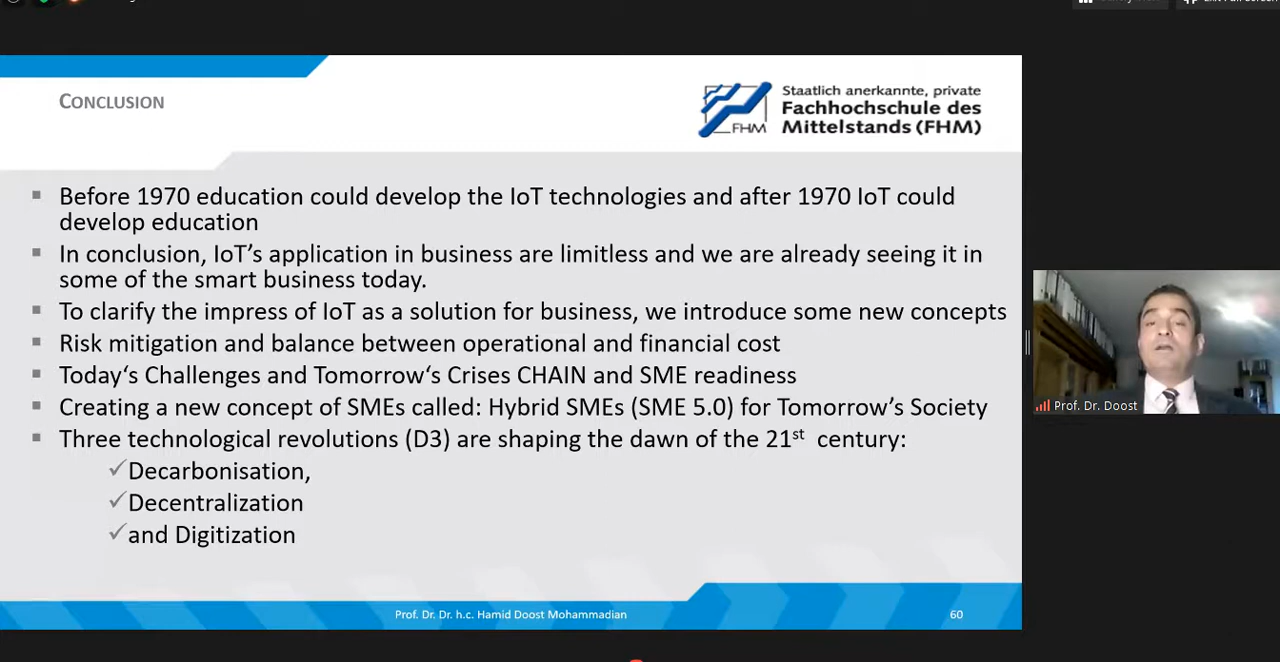 CONCLUSION
Staatlich anerkannte, private
Fachhochschule des
Mittelstands (FHM)
FHM
Before 1970 education could develop the IoT technologies and after 1970 IoT could
develop education
In conclusion, IoT’s application in business are limitless and we are already seeing it in
some of the smart business today.
To clarify the impress of IoT as a solution for business, we introduce some new concepts
Risk mitigation and balance between operational and financial cost
Today‘s Challenges and Tomorrow‘s Crises CHAIN and SME readiness
Creating a new concept of SMEs called: Hybrid SMEs (SME 5.0) for Tomorrow’s Society
Three technological revolutions (D3) are shaping the dawn of the 21st century:
Decarbonisation,
Decentralization
and Digitization
Prof. Dr. Doost
Prof. Dr. Dr. h.c. Hamid Doost Mohammadian
60